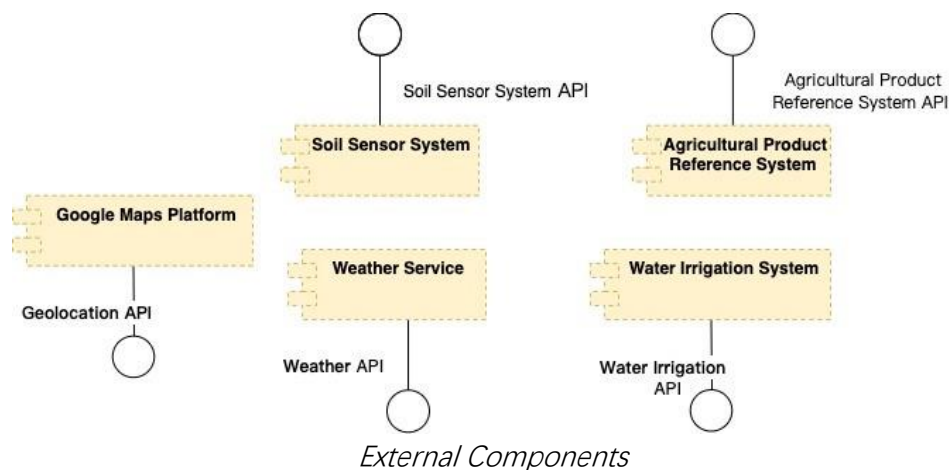 Soil Sensor System API
Agricultural Product
Reference System API
Soil Sensor System
Agricultural Product
Reference System
Google Maps Platform
Weather Service
Water Irrigation System
Geolocation API
Weather API
Water Irrigation
API
External Components